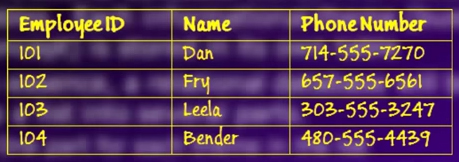 Employee ID Name Phone Number
101 Dan 714-555-7270
102 Fry 657-555-6561
103 Leela 303-555-3247
104 Bender 480-555-4439